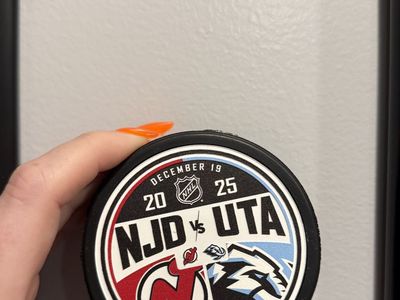 DECEMBER 19
NHL
20 25
NJD VS UTA